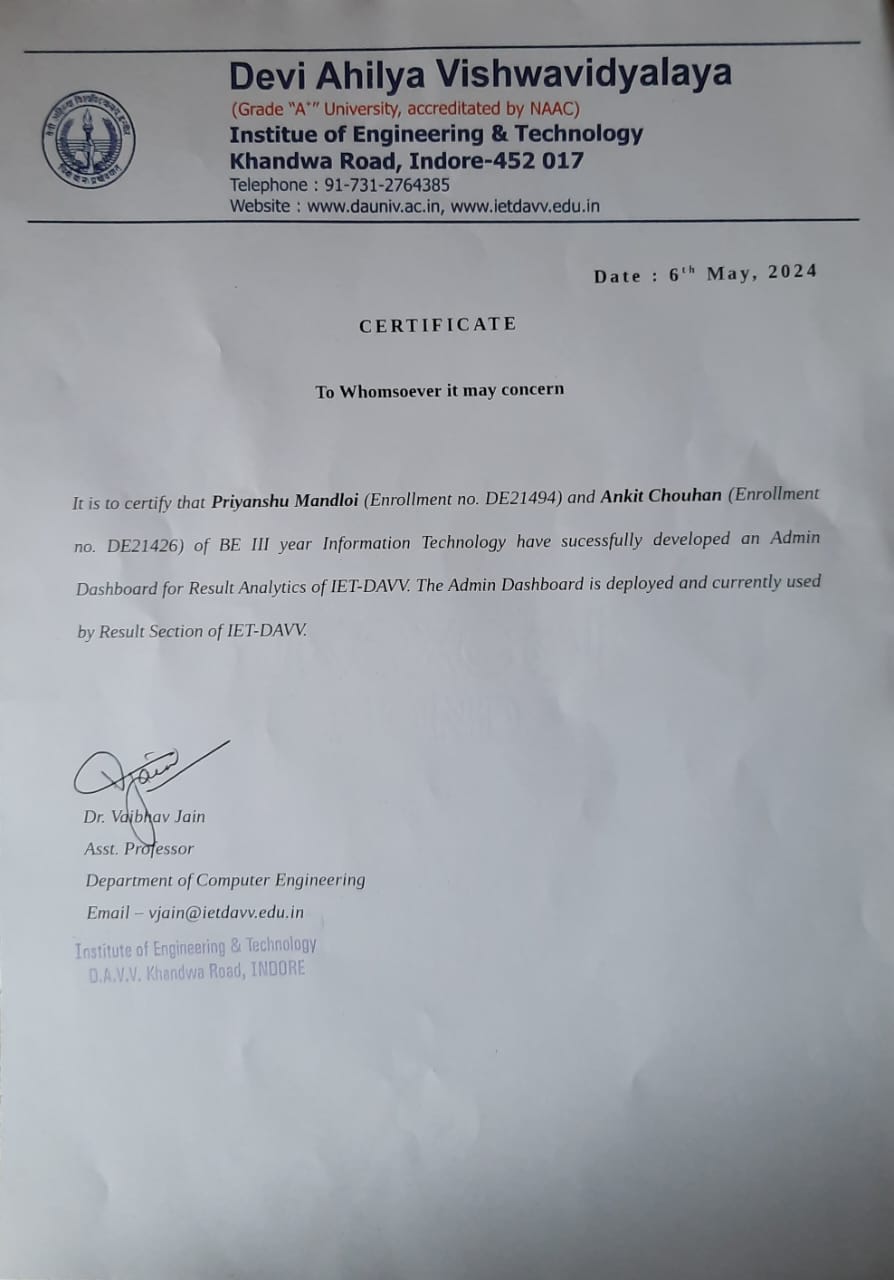 Devi Ahilya Vishwavidyalaya
(Grade "A+" University, accreditated by NAAC)
Institue of Engineering & Technology
Khandwa Road, Indore-452 017
Telephone : 91-731-2764385
Website : www.dauniv.ac.in, www.ietdavv.edu.in
Date : 6th May, 2024
CERTIFICATE
To Whomsoever it may concern
It is to certify that Priyanshu Mandloi (Enrollment no. DE21494) and Ankit Chouhan (Enrollment
no. DE21426) of BE III year Information Technology have sucessfully developed an Admin
Dashboard for Result Analytics of IET-DAVV. The Admin Dashboard is deployed and currently used
by Result Section of IET-DAVV.
Jain
Dr. Vaibhav Jain
Asst. Professor
Department of Computer Engineering
Email – vjain@ietdavv.edu.in
Institute of Engineering & Technology
D.A.V.V. Khandwa Road, INDORE